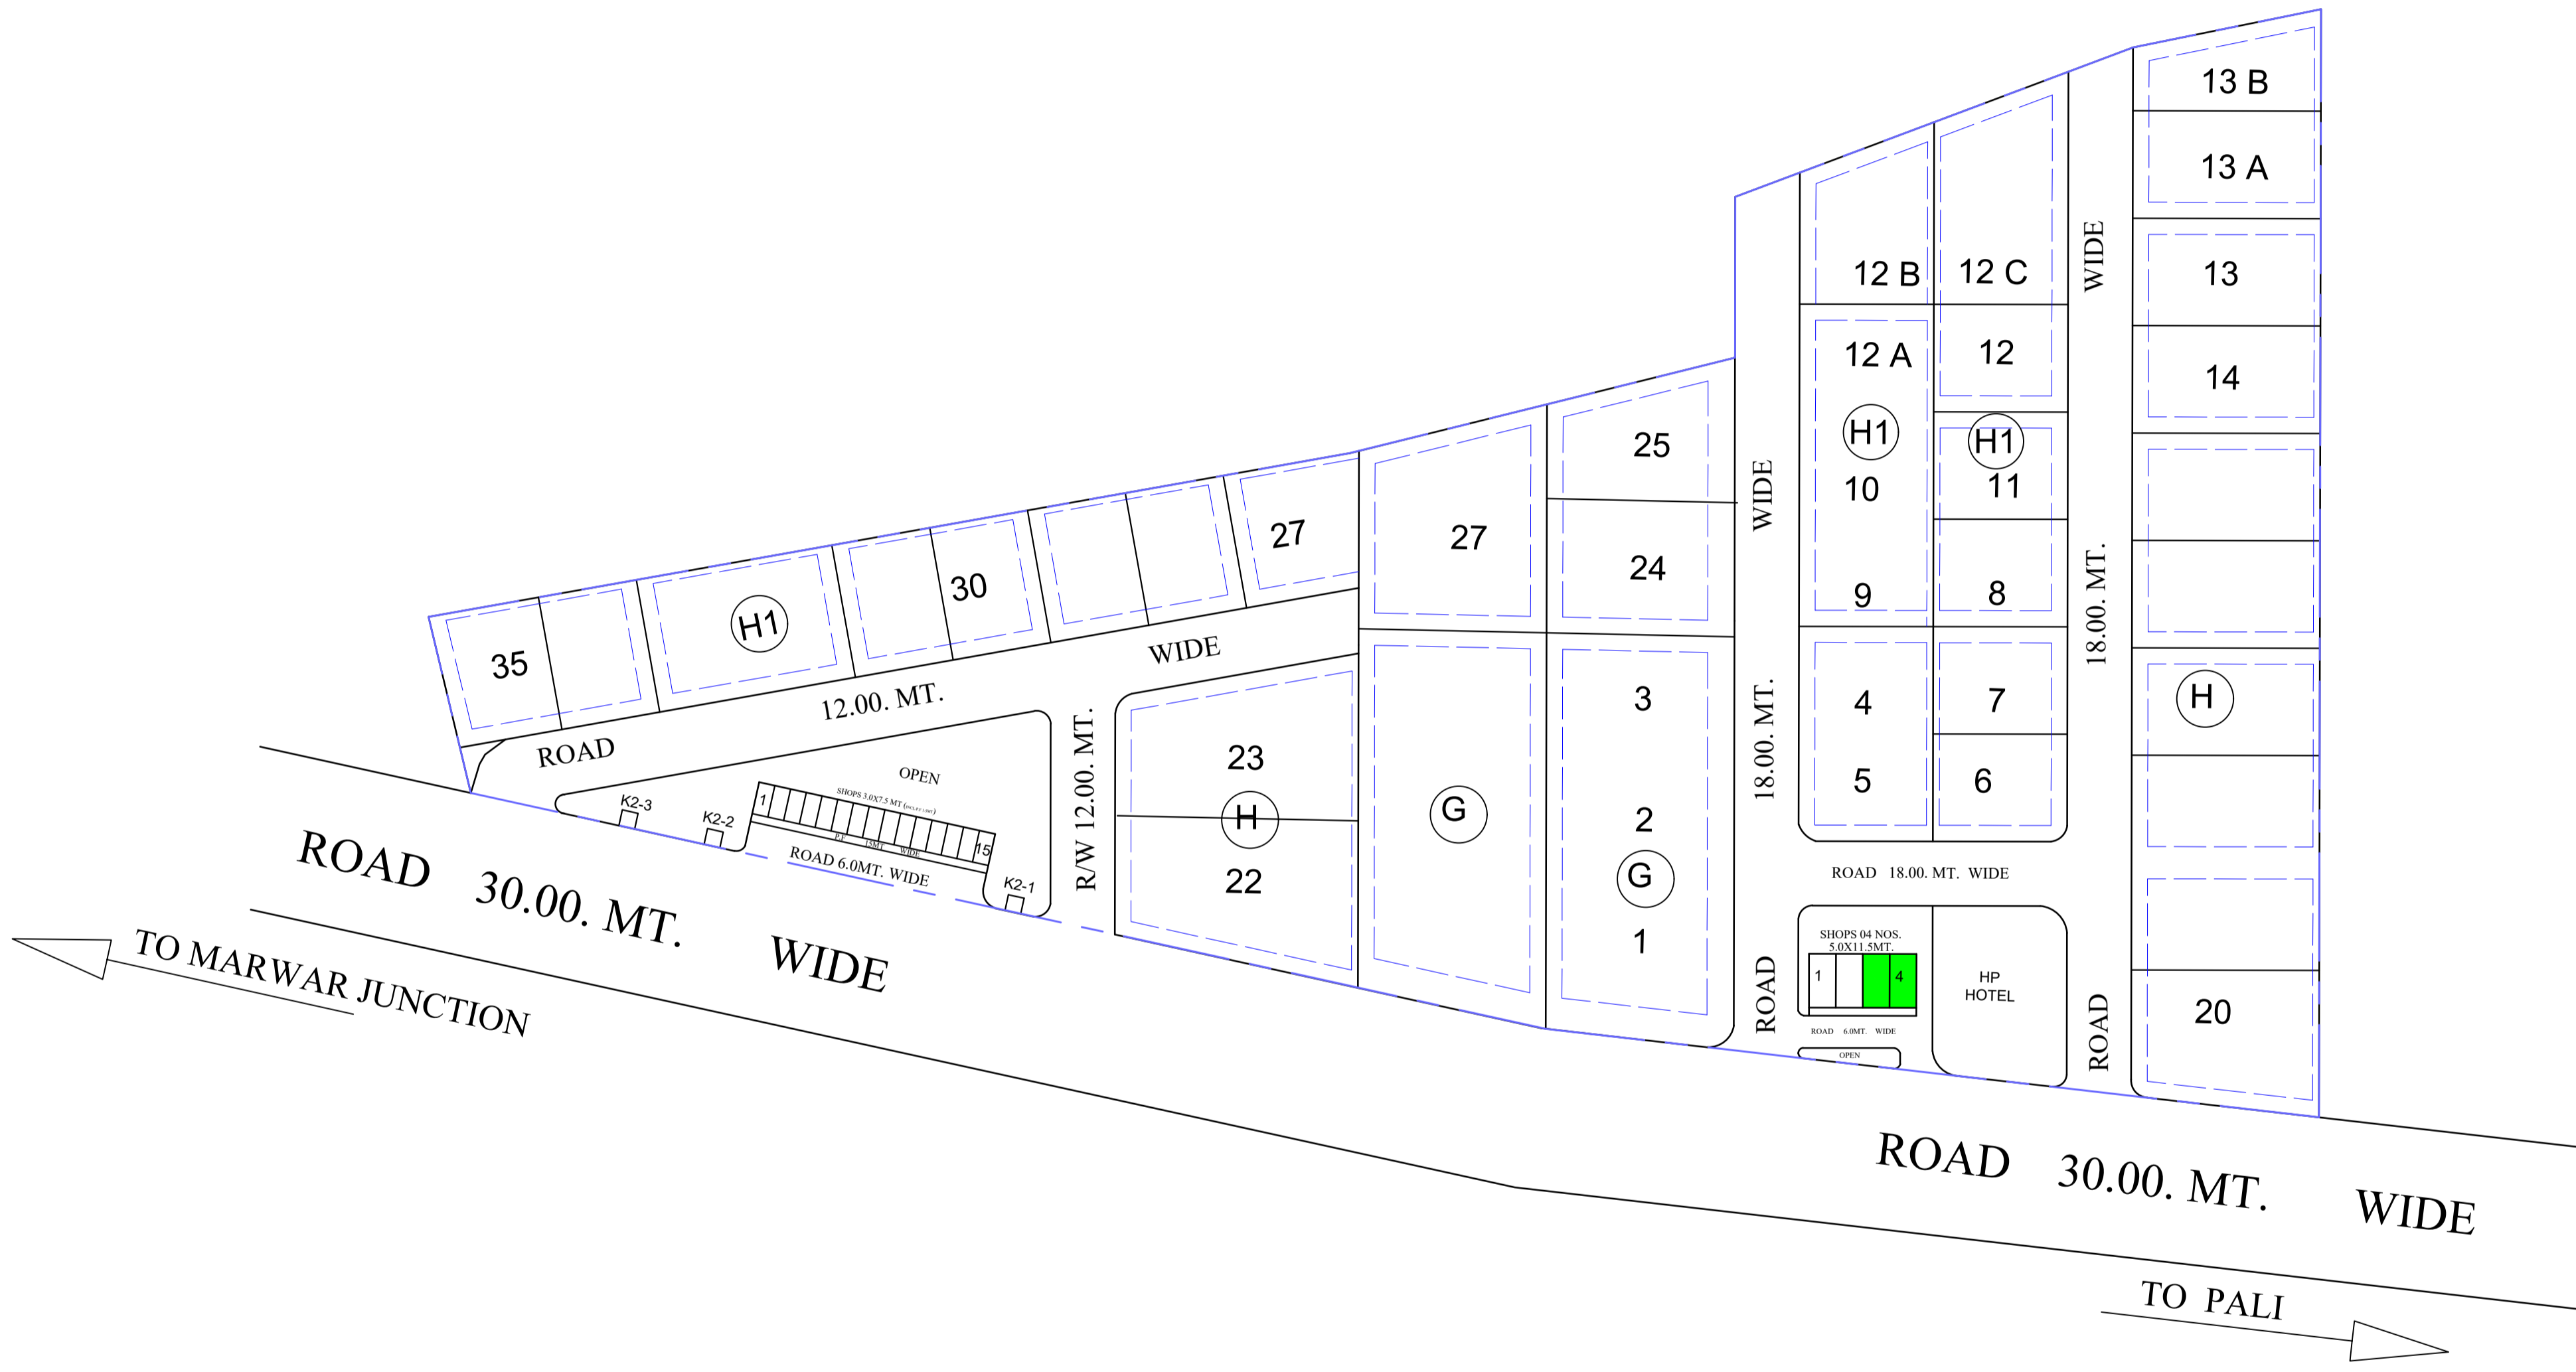 13 B
13 A
13
14
H
20
WIDE
18.00. MT.
ROAD
12 B
12 C
12 A
12
H1
H1
10
11
9
8
4
7
5
6
ROAD 18.00. MT. WIDE
SHOPS 04 NOS.
5.0X11.5MT.
1
4
HP
HOTEL
ROAD 6.0MT. WIDE
OPEN
WIDE
18.00. MT.
ROAD
25
24
27
3
2
G
1
G
27
30
H1
35
ROAD 12.00. MT. WIDE
23
H
22
R/W 12.00. MT.
OPEN
SHOPS 3.0X7.5 MT
1
15
P.F. 15MT. WIDE
ROAD 6.0MT. WIDE
K2-3
K2-2
K2-1
ROAD 30.00. MT. WIDE
TO MARWAR JUNCTION
ROAD 30.00. MT. WIDE
TO PALI